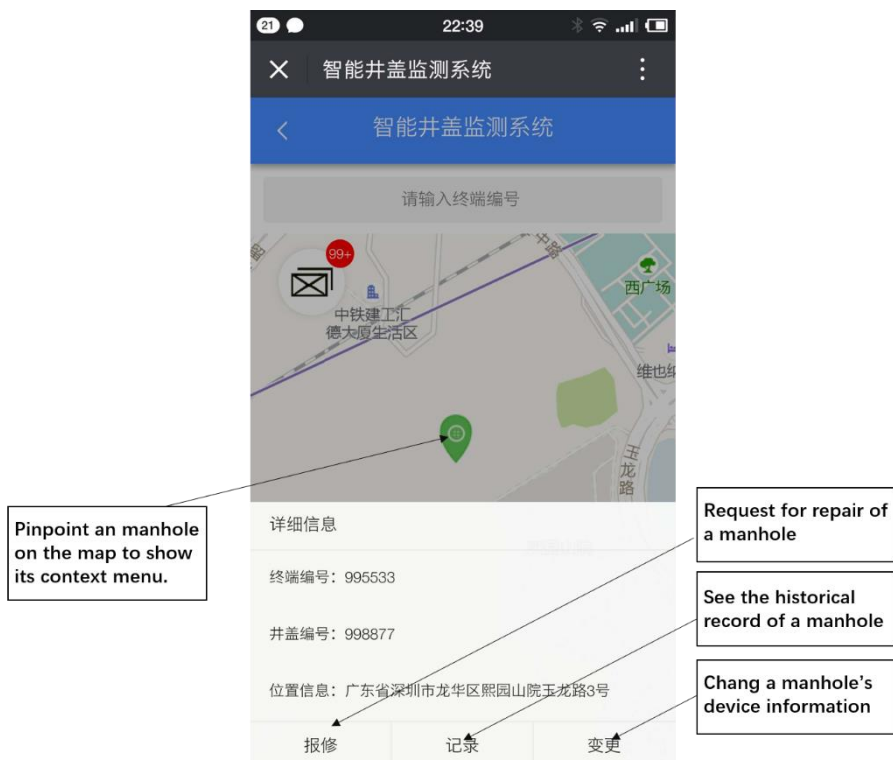 21
22:39
智能井盖监测系统
智能井盖监测系统
请输入终端编号
99+
中路
西广场
中铁建工汇
德大厦生活区
维也纳
玉龙路
Pinpoint an manhole
on the map to show
its context menu.
详细信息
终端编号：995533
井盖编号：998877
位置信息：广东省深圳市龙华区熙园山院玉龙路3号
报修
记录
变更
Request for repair of
a manhole
See the historical
record of a manhole
Chang a manhole's
device information